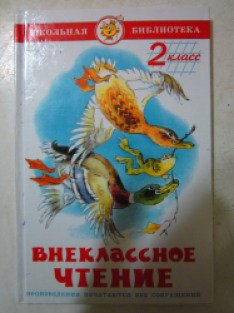 ШКОЛЬНАЯ БИБЛИОТЕКА
2 класс
ВНЕКЛАССНОЕ
ЧТЕНИЕ
ПРОИЗВЕДЕНИЯ ПЕЧАТАЮТСЯ БЕЗ СОКРАЩЕНИЙ